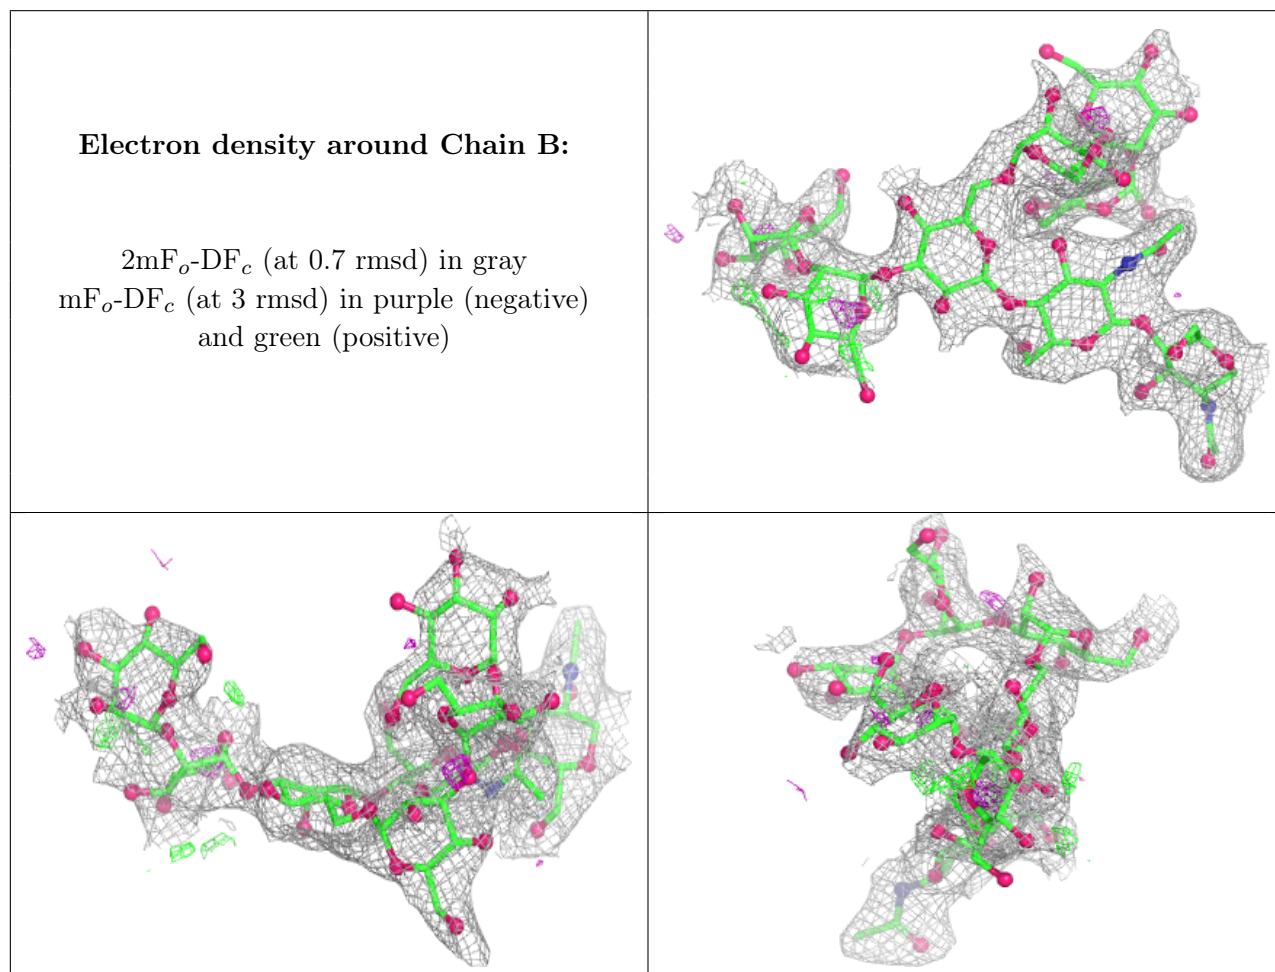 Electron density around Chain B:
2mFo-DFc (at 0.7 rmsd) in gray
mFo-DFc (at 3 rmsd) in purple (negative)
and green (positive)